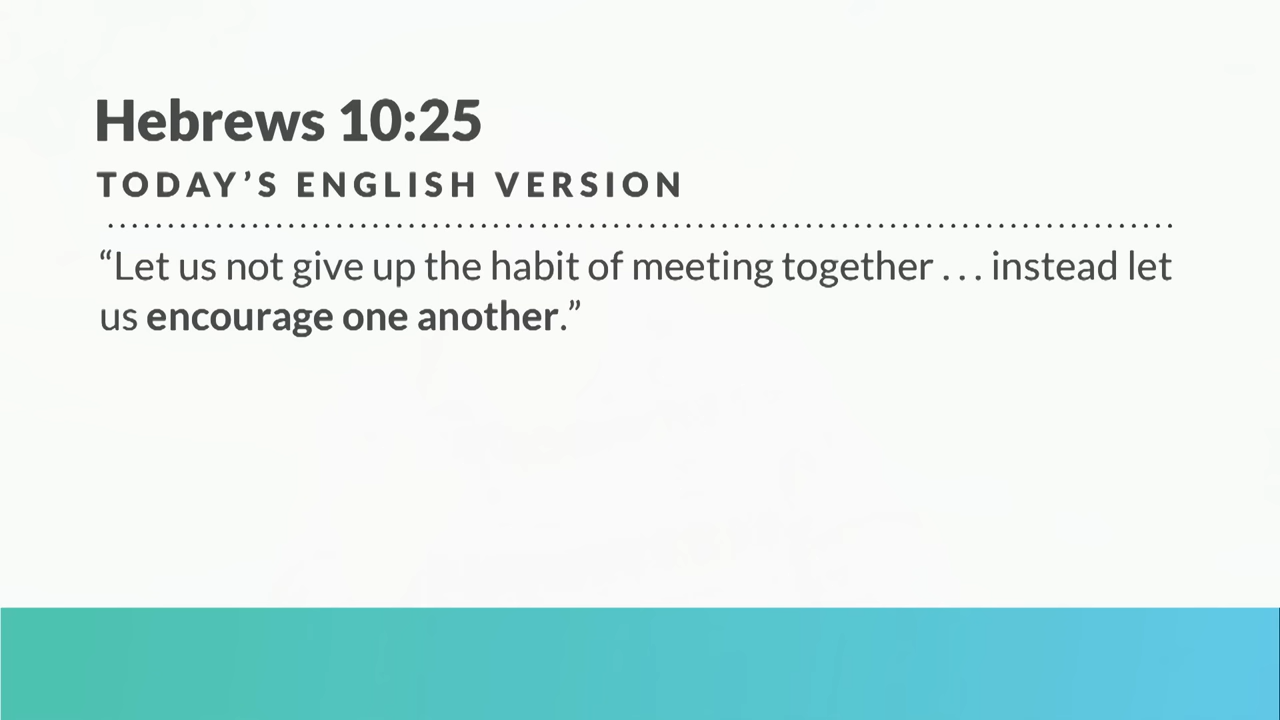 Hebrews 10:25
TODAY’S ENGLISH VERSION
“Let us not give up the habit of meeting together . . . instead let
us encourage one another.”